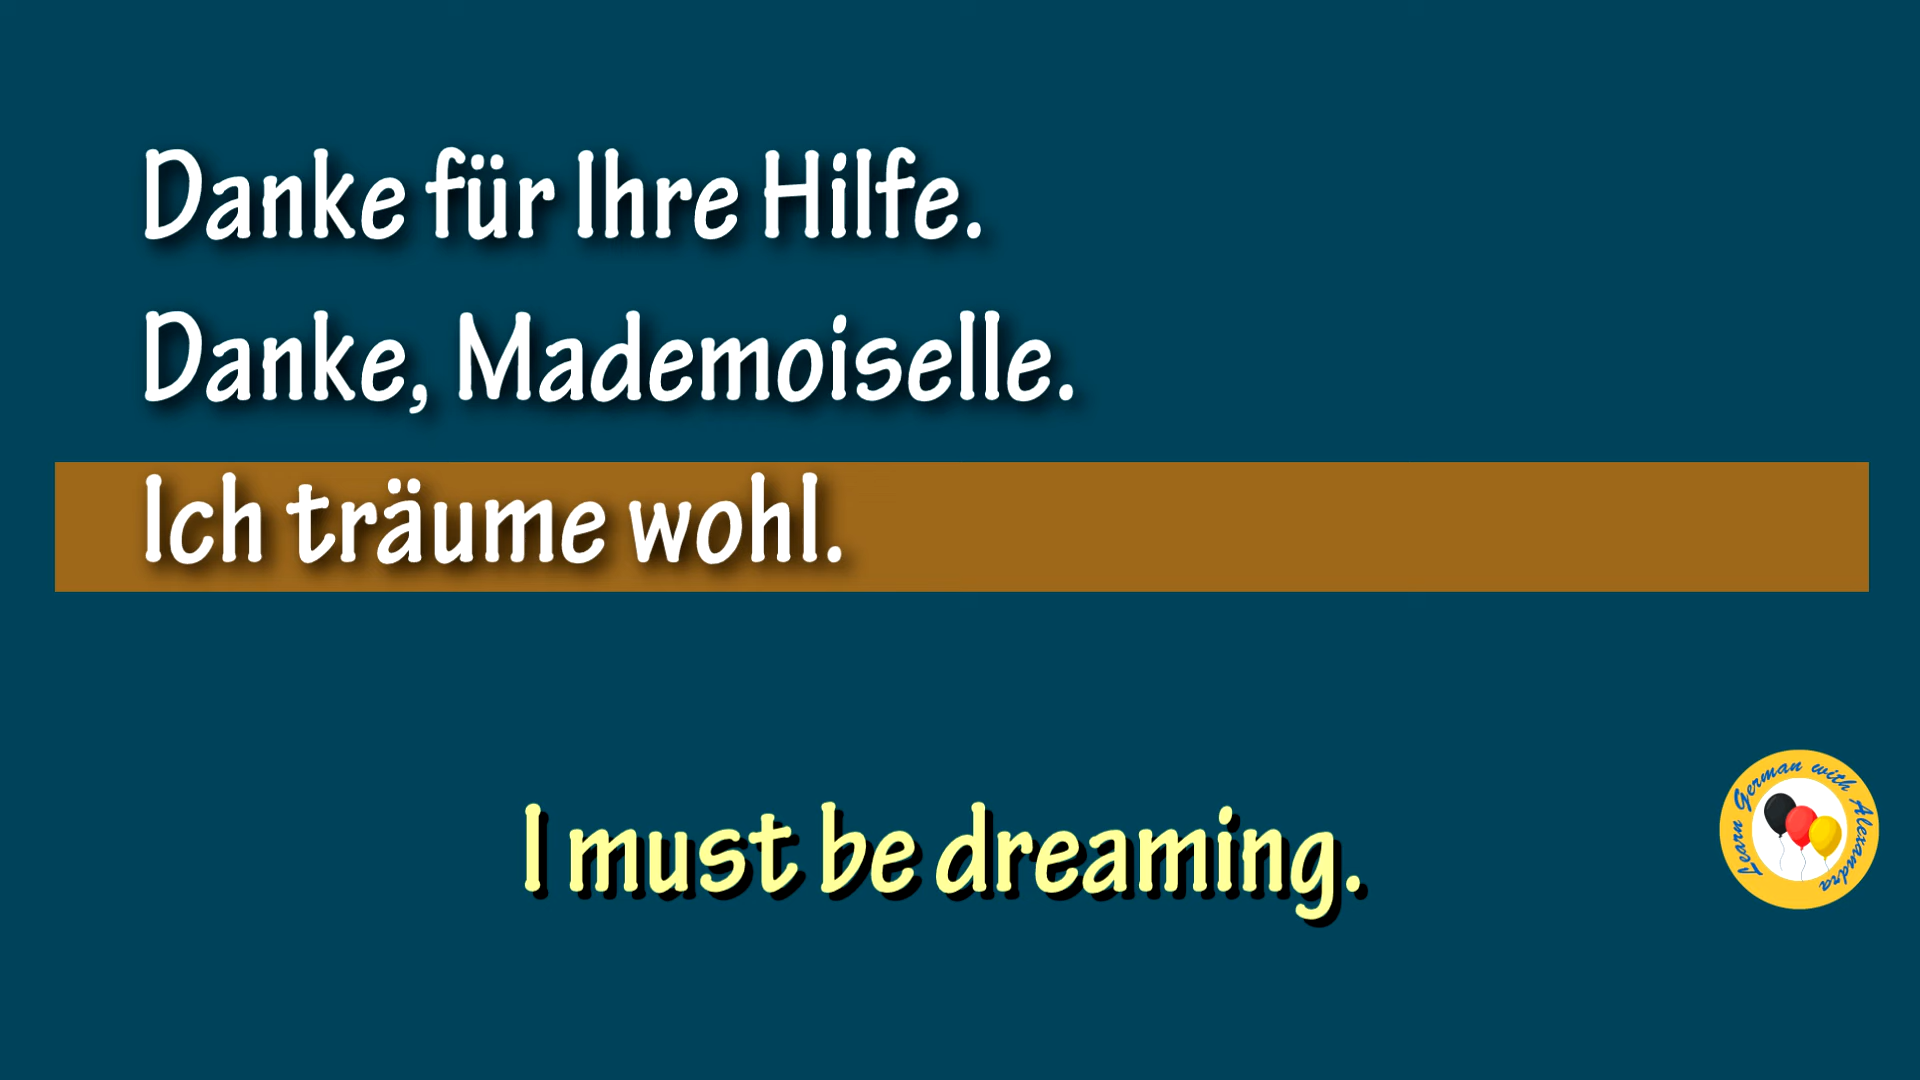 Danke für Ihre Hilfe.
Danke, Mademoiselle.
Ich träume wohl.
I must be dreaming.
Learn German with Alexandra